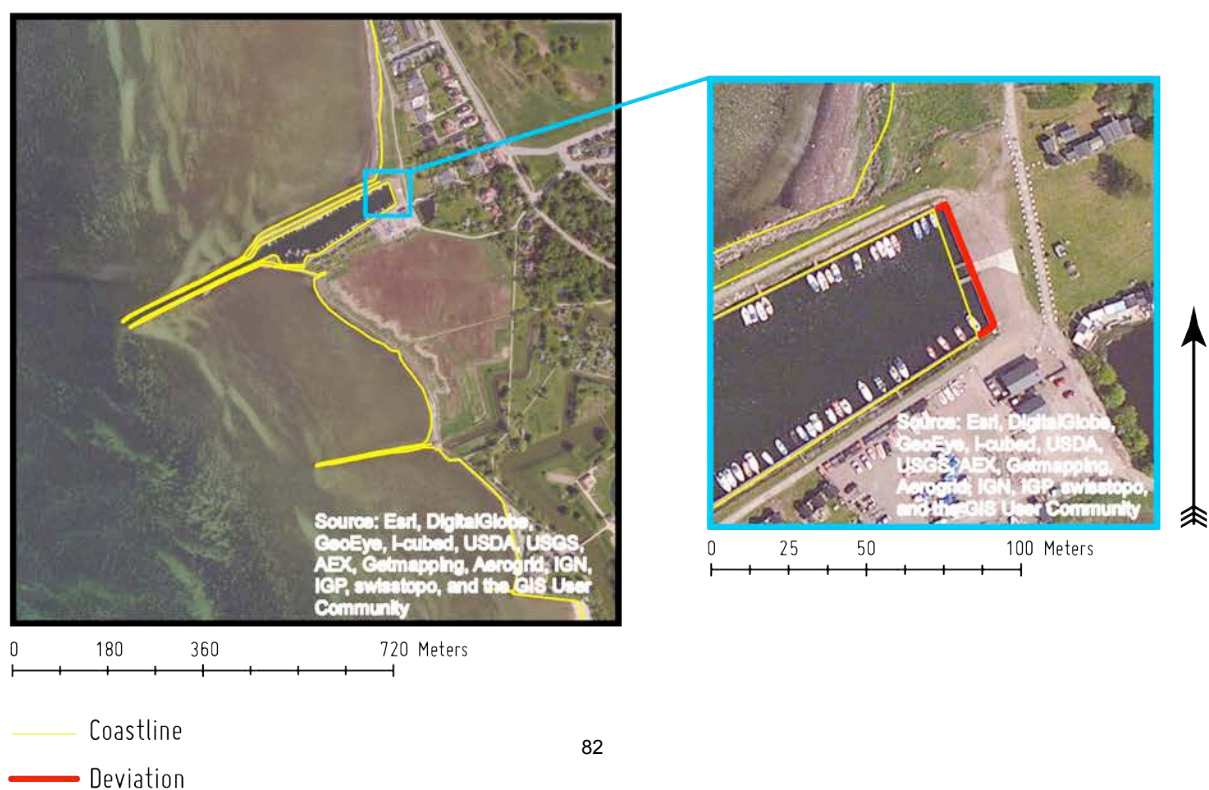 Source: Esri, DigitalGlobe,
GeoEye, i-cubed, USDA, USGS,
AEX, Getmapping, Aerogrid, IGN,
IGP, swisstopo, and the GIS User
Community
Source: Esri, DigitalGlobe,
GeoEye, i-cubed, USDA,
USGS, AEX, Getmapping,
Aerogrid, IGN, IGP, swisstopo,
and the GIS User Community
0 25 50 100 Meters
0 180 360 720 Meters
Coastline
Deviation
82